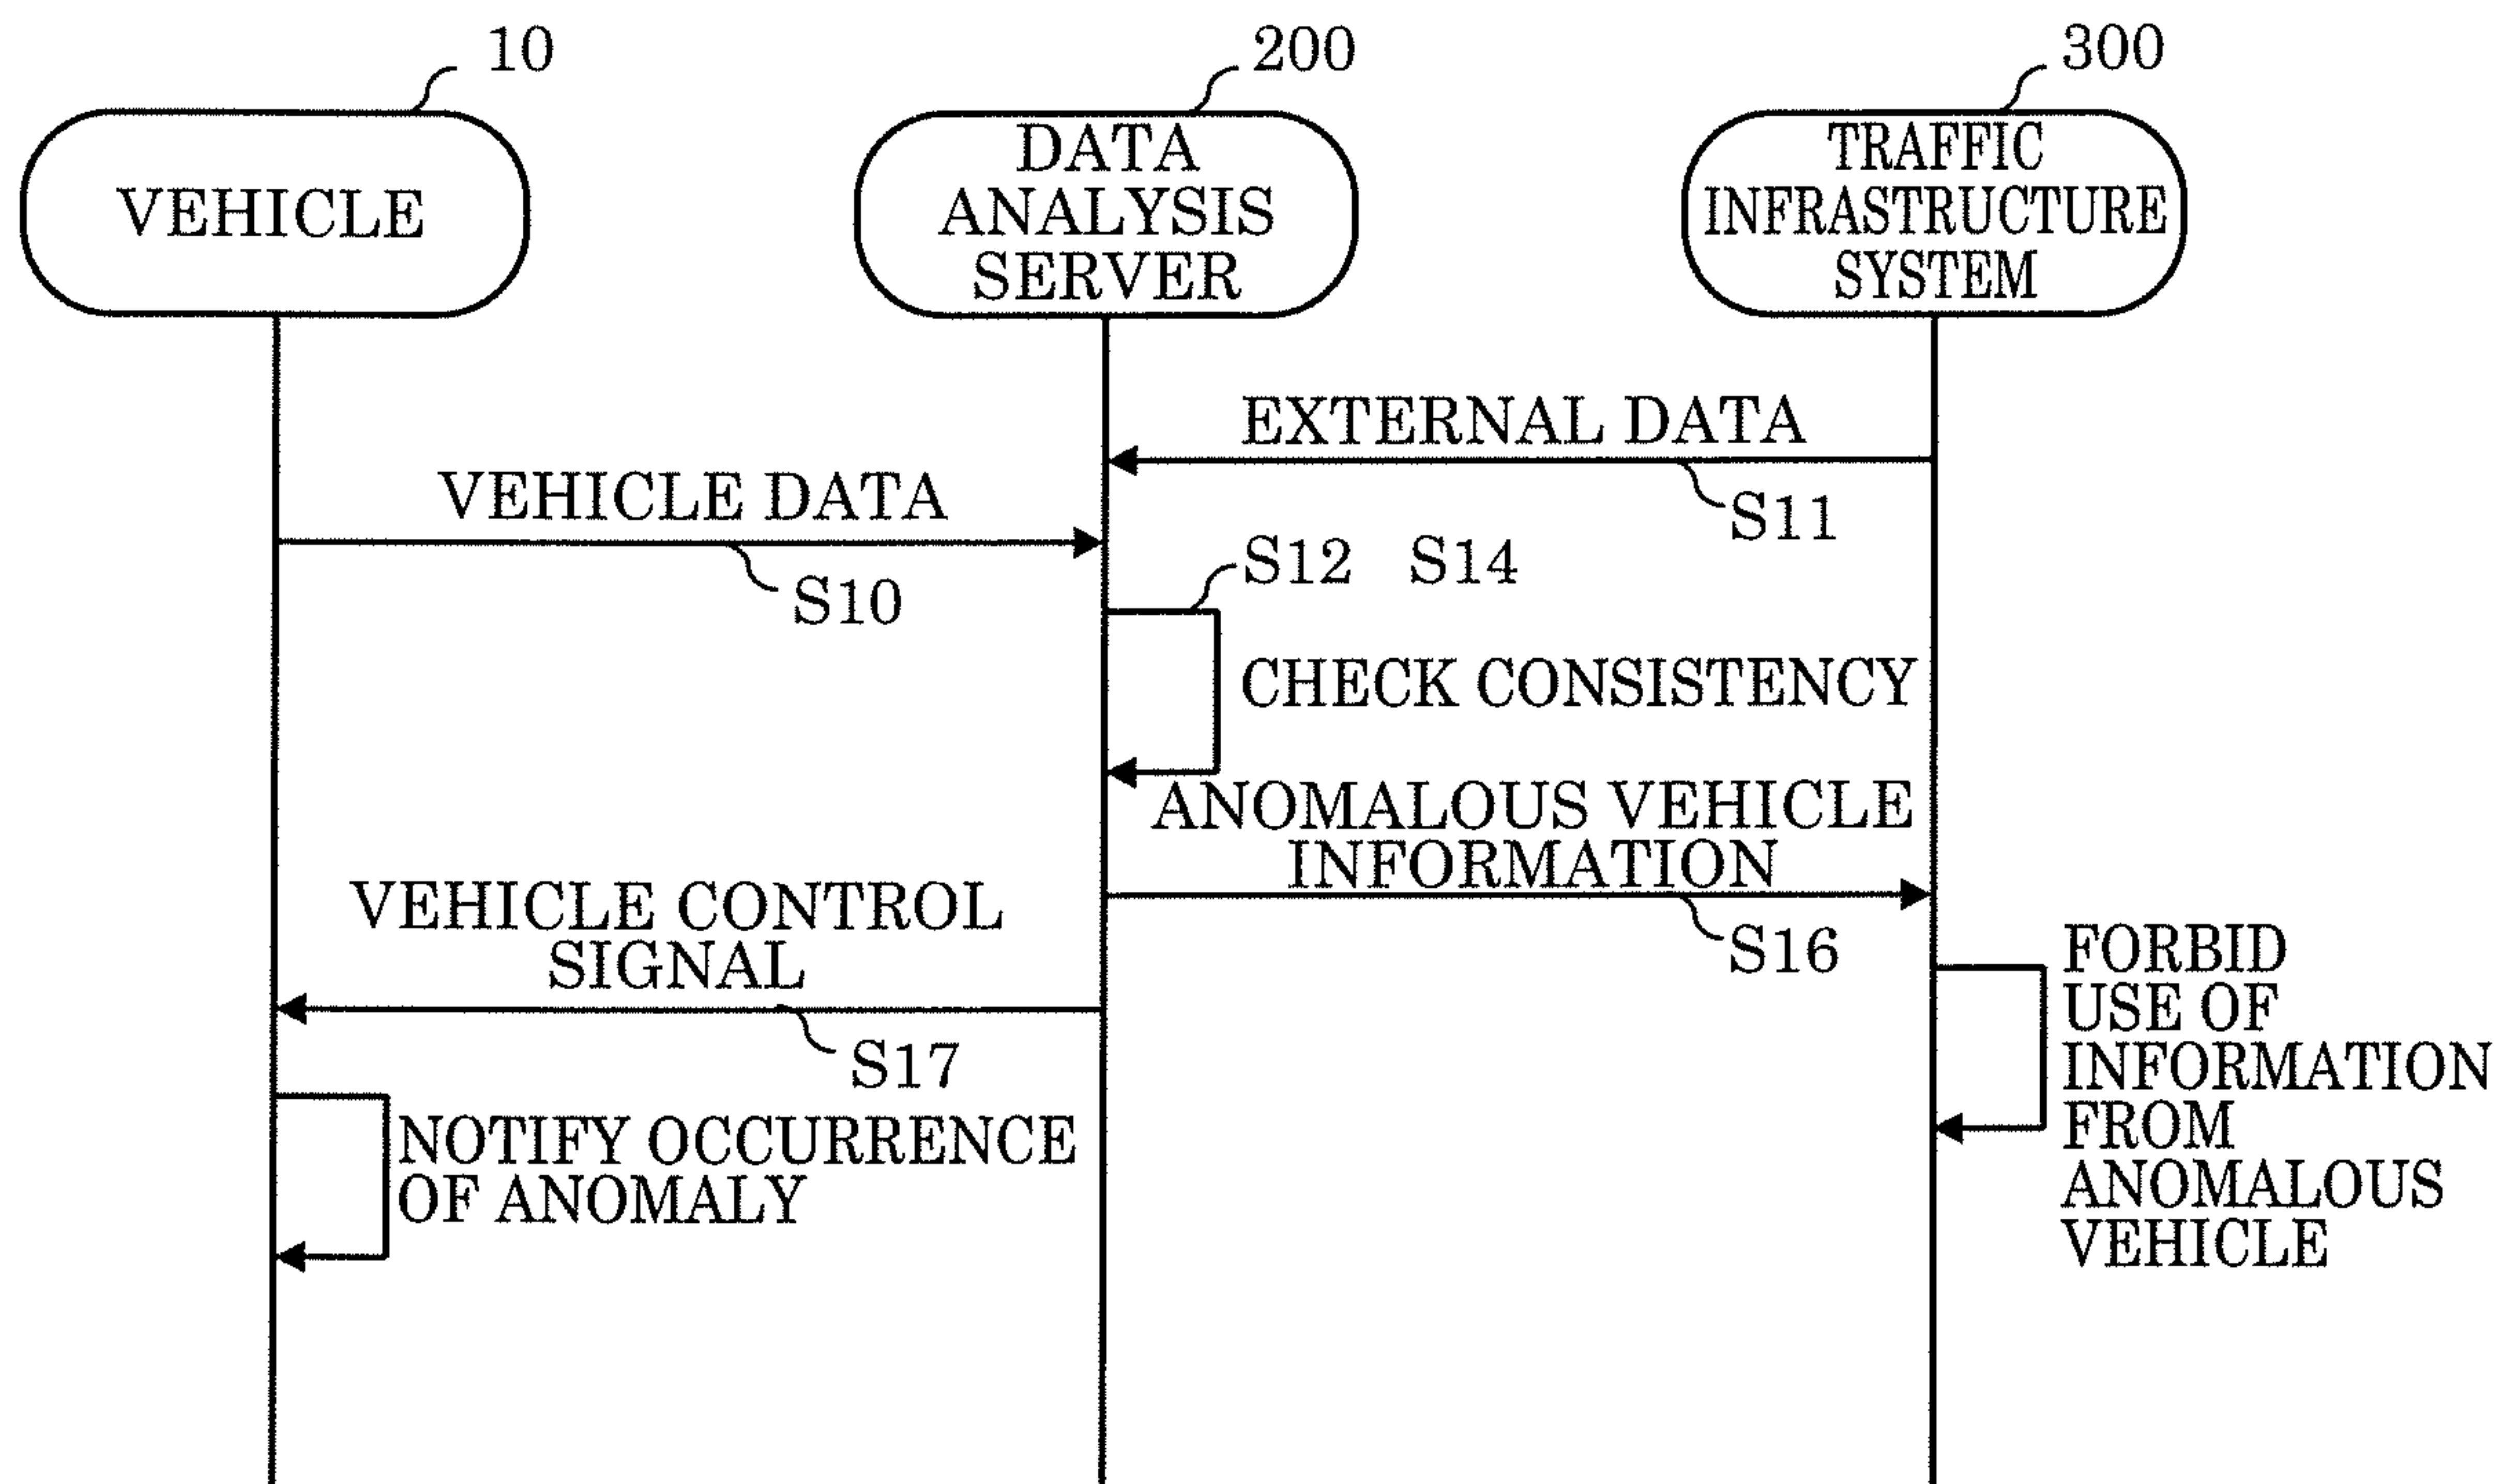 10
200
300
VEHICLE
DATA
ANALYSIS
SERVER
TRAFFIC
INFRASTRUCTURE
SYSTEM
EXTERNAL DATA
S11
VEHICLE DATA
S10
S12 S14
CHECK CONSISTENCY
ANOMALOUS VEHICLE
INFORMATION
S16
VEHICLE CONTROL
SIGNAL
S17
FORBID
USE OF
INFORMATION
FROM
ANOMALOUS
VEHICLE
NOTIFY OCCURRENCE
OF ANOMALY